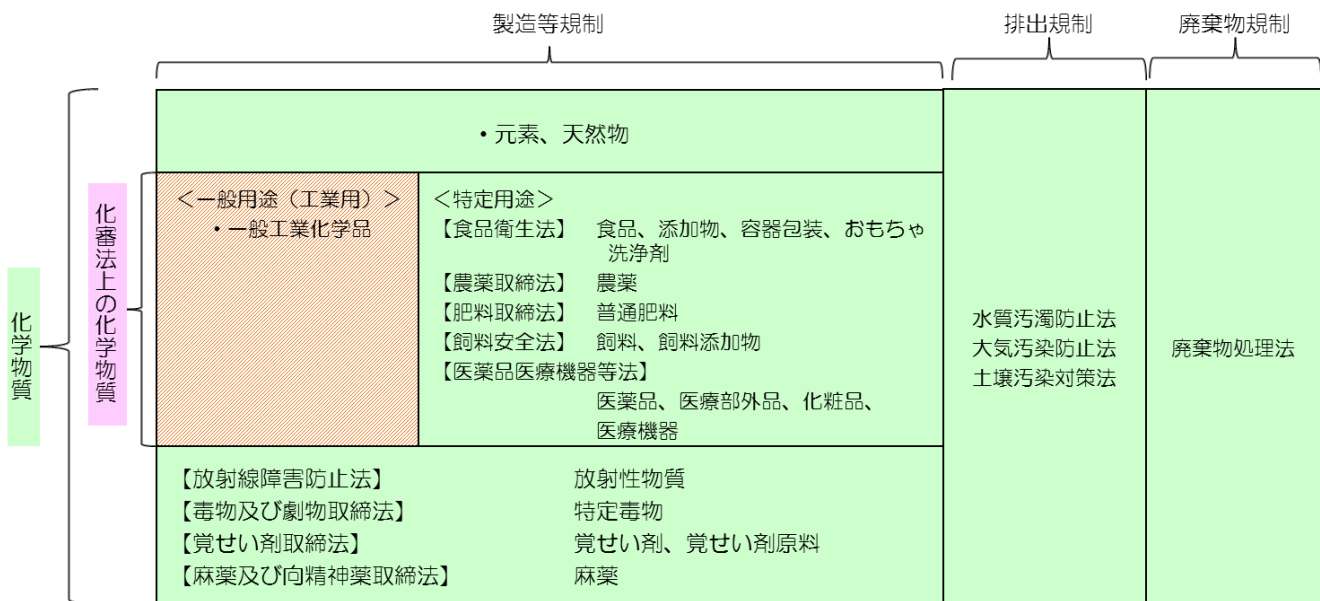 製造等規制
排出規制
廃棄物規制
・元素、天然物
化学物質
化審法上の化学物質
＜一般用途（工業用）＞
・一般工業化学品
＜特定用途＞
【食品衛生法】 食品、添加物、容器包装、おもちゃ
洗浄剤
【農薬取締法】 農薬
【肥料取締法】 普通肥料
【飼料安全法】 飼料、飼料添加物
【医薬品医療機器等法】
医薬品、医療部外品、化粧品、
医療機器
【放射線障害防止法】 放射性物質
【毒物及び劇物取締法】 特定毒物
【覚せい剤取締法】 覚せい剤、覚せい剤原料
【麻薬及び向精神薬取締法】 麻薬
水質汚濁防止法
大気汚染防止法
土壌汚染対策法
廃棄物処理法